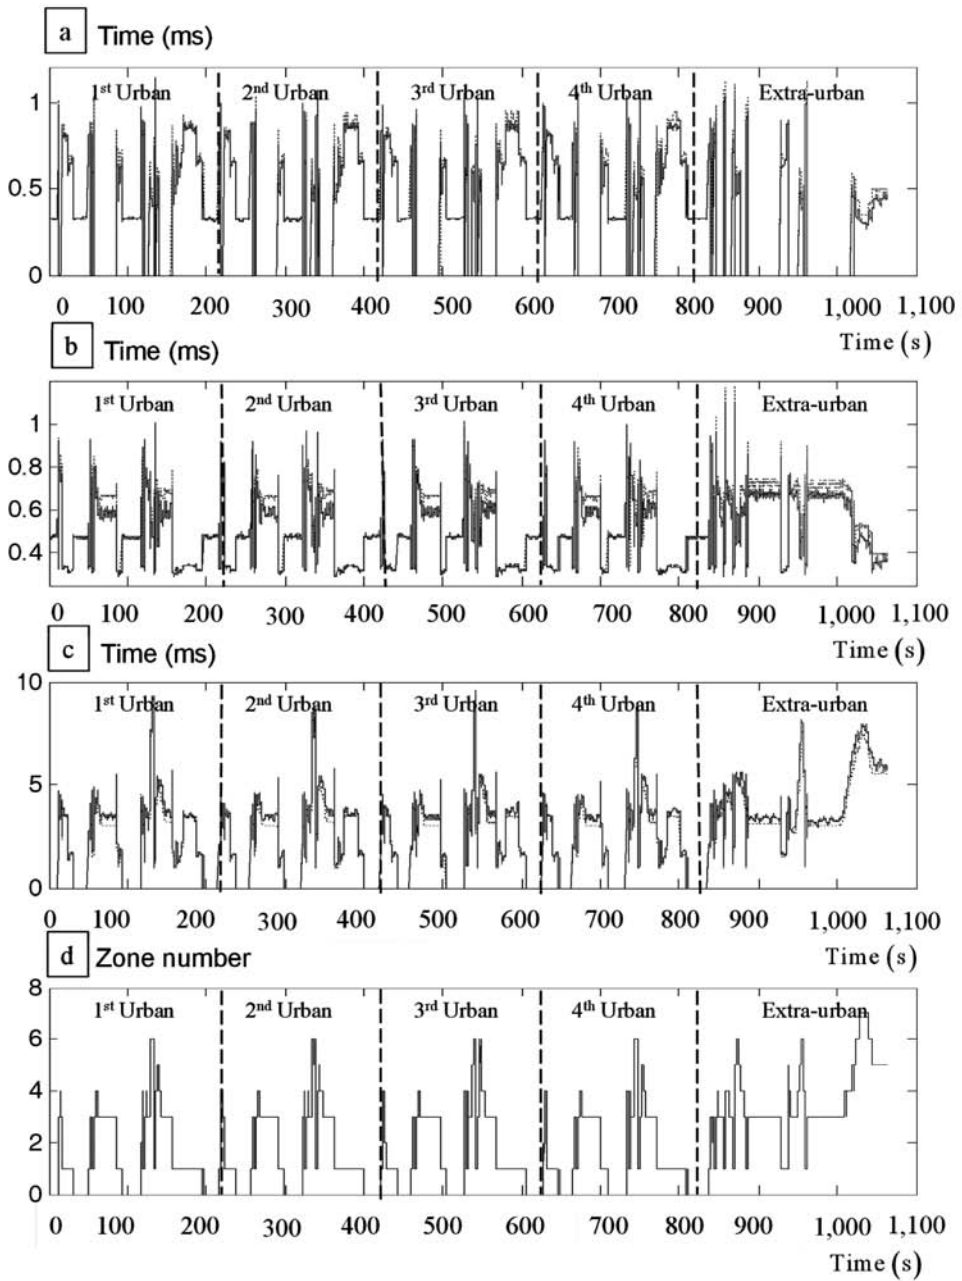 a Time (ms)
1st Urban 2nd Urban 3rd Urban 4th Urban Extra-urban
1
0.5
0
0 100 200 300 400 500 600 700 800 900 1,000 1,100
Time (s)
b Time (ms)
1st Urban 2nd Urban 3rd Urban 4th Urban Extra-urban
1
0.8
0.6
0.4
0 100 200 300 400 500 600 700 800 900 1,000 1,100
Time (s)
c Time (ms)
10
1st Urban 2nd Urban 3rd Urban 4th Urban Extra-urban
5
0
0 100 200 300 400 500 600 700 800 900 1,000 1,100
Time (s)
d Zone number
8
1st Urban 2nd Urban 3rd Urban 4th Urban Extra-urban
6
4
2
0
0 100 200 300 400 500 600 700 800 900 1,000 1,100
Time (s)